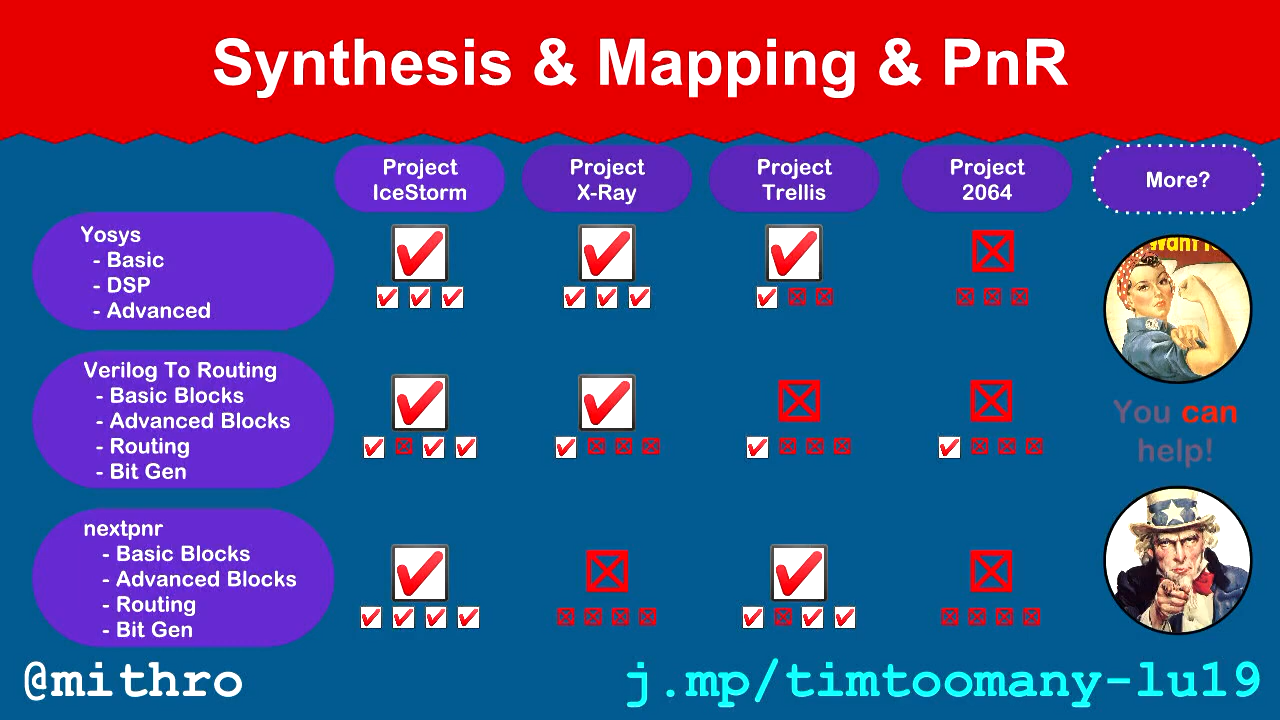 Synthesis & Mapping & PnR
Project
IceStorm
Project
X-Ray
Project
Trellis
Project
2064
More?
Yosys
- Basic
- DSP
- Advanced
Verilog To Routing
- Basic Blocks
- Advanced Blocks
- Routing
- Bit Gen
nextpnr
- Basic Blocks
- Advanced Blocks
- Routing
- Bit Gen
You can
help!
@mithro
j.mp/timtoomany-lu19